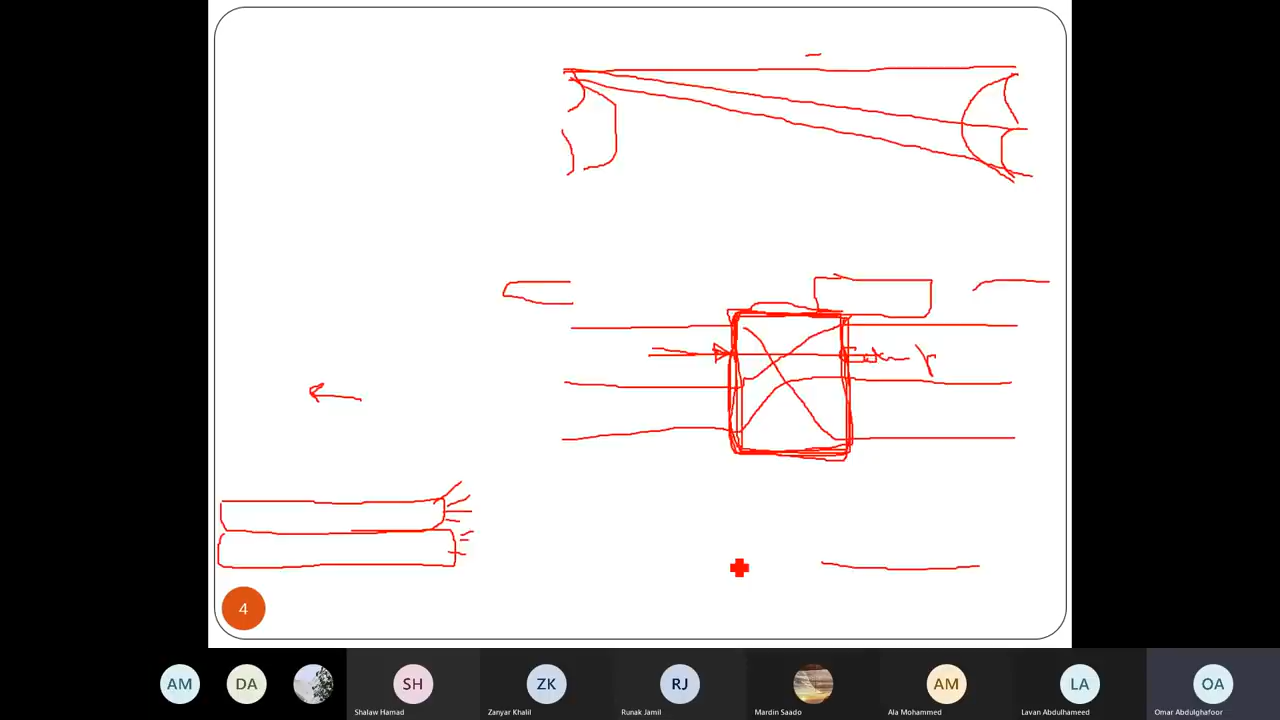 4
AM DA SH ZK RJ AM LA OA
Shalaw Hamad Zanyar Khalil Runak Jamil Mardin Saado Ala Mohammed Lavan Abdulhameed Omar Abdulghafoor